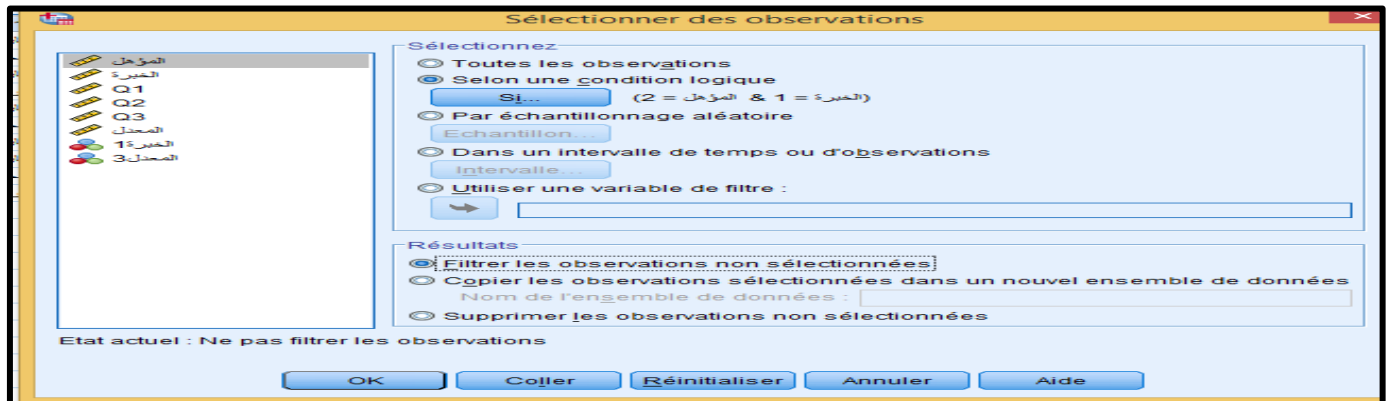 Sélectionner des observations
المؤهل
الخبرة
Q1
Q2
Q3
المعدل
الخبرة1
المعدل3
Sélectionnez
Toutes les observations
Selon une condition logique
Si... (الخبرة = 1 & المؤهل = 2)
Par échantillonnage aléatoire
Echantillon...
Dans un intervalle de temps ou d'observations
Intervalle...
Utiliser une variable de filtre :
Résultats
Filtrer les observations non sélectionnées
Copier les observations sélectionnées dans un nouvel ensemble de données
Nom de l'ensemble de données :
Supprimer les observations non sélectionnées
Etat actuel : Ne pas filtrer les observations
OK Coller Réinitialiser Annuler Aide